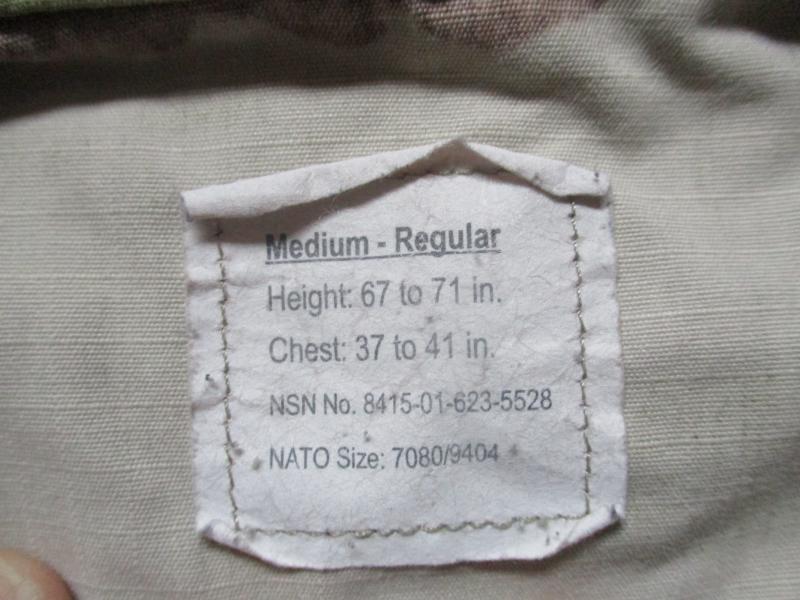 Medium - Regular
Height: 67 to 71 in.
Chest: 37 to 41 in.
NSN No. 8415-01-623-5528
NATO Size: 7080/9404